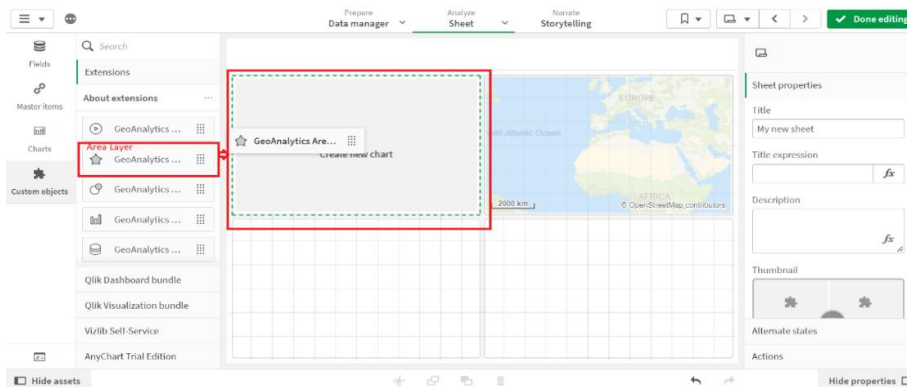 Prepare
Data manager
Analyze
Sheet
Narrate
Storytelling
Done editing
Fields
Master items
Charts
Custom objects
Search
Extensions
About extensions
GeoAnalytics ...
Area Layer
GeoAnalytics ...
GeoAnalytics ...
GeoAnalytics ...
GeoAnalytics ...
Qlik Dashboard bundle
Qlik Visualization bundle
Vizlib Self-Service
AnyChart Trial Edition
GeoAnalytics Are...
Create new chart
EUROPE
Atlantic Ocean
AFRICA
2000 km
© OpenStreetMap contributors
Sheet properties
Title
My new sheet
Title expression
fx
Description
fx
Thumbnail
Alternate states
Actions
Hide assets
Hide properties